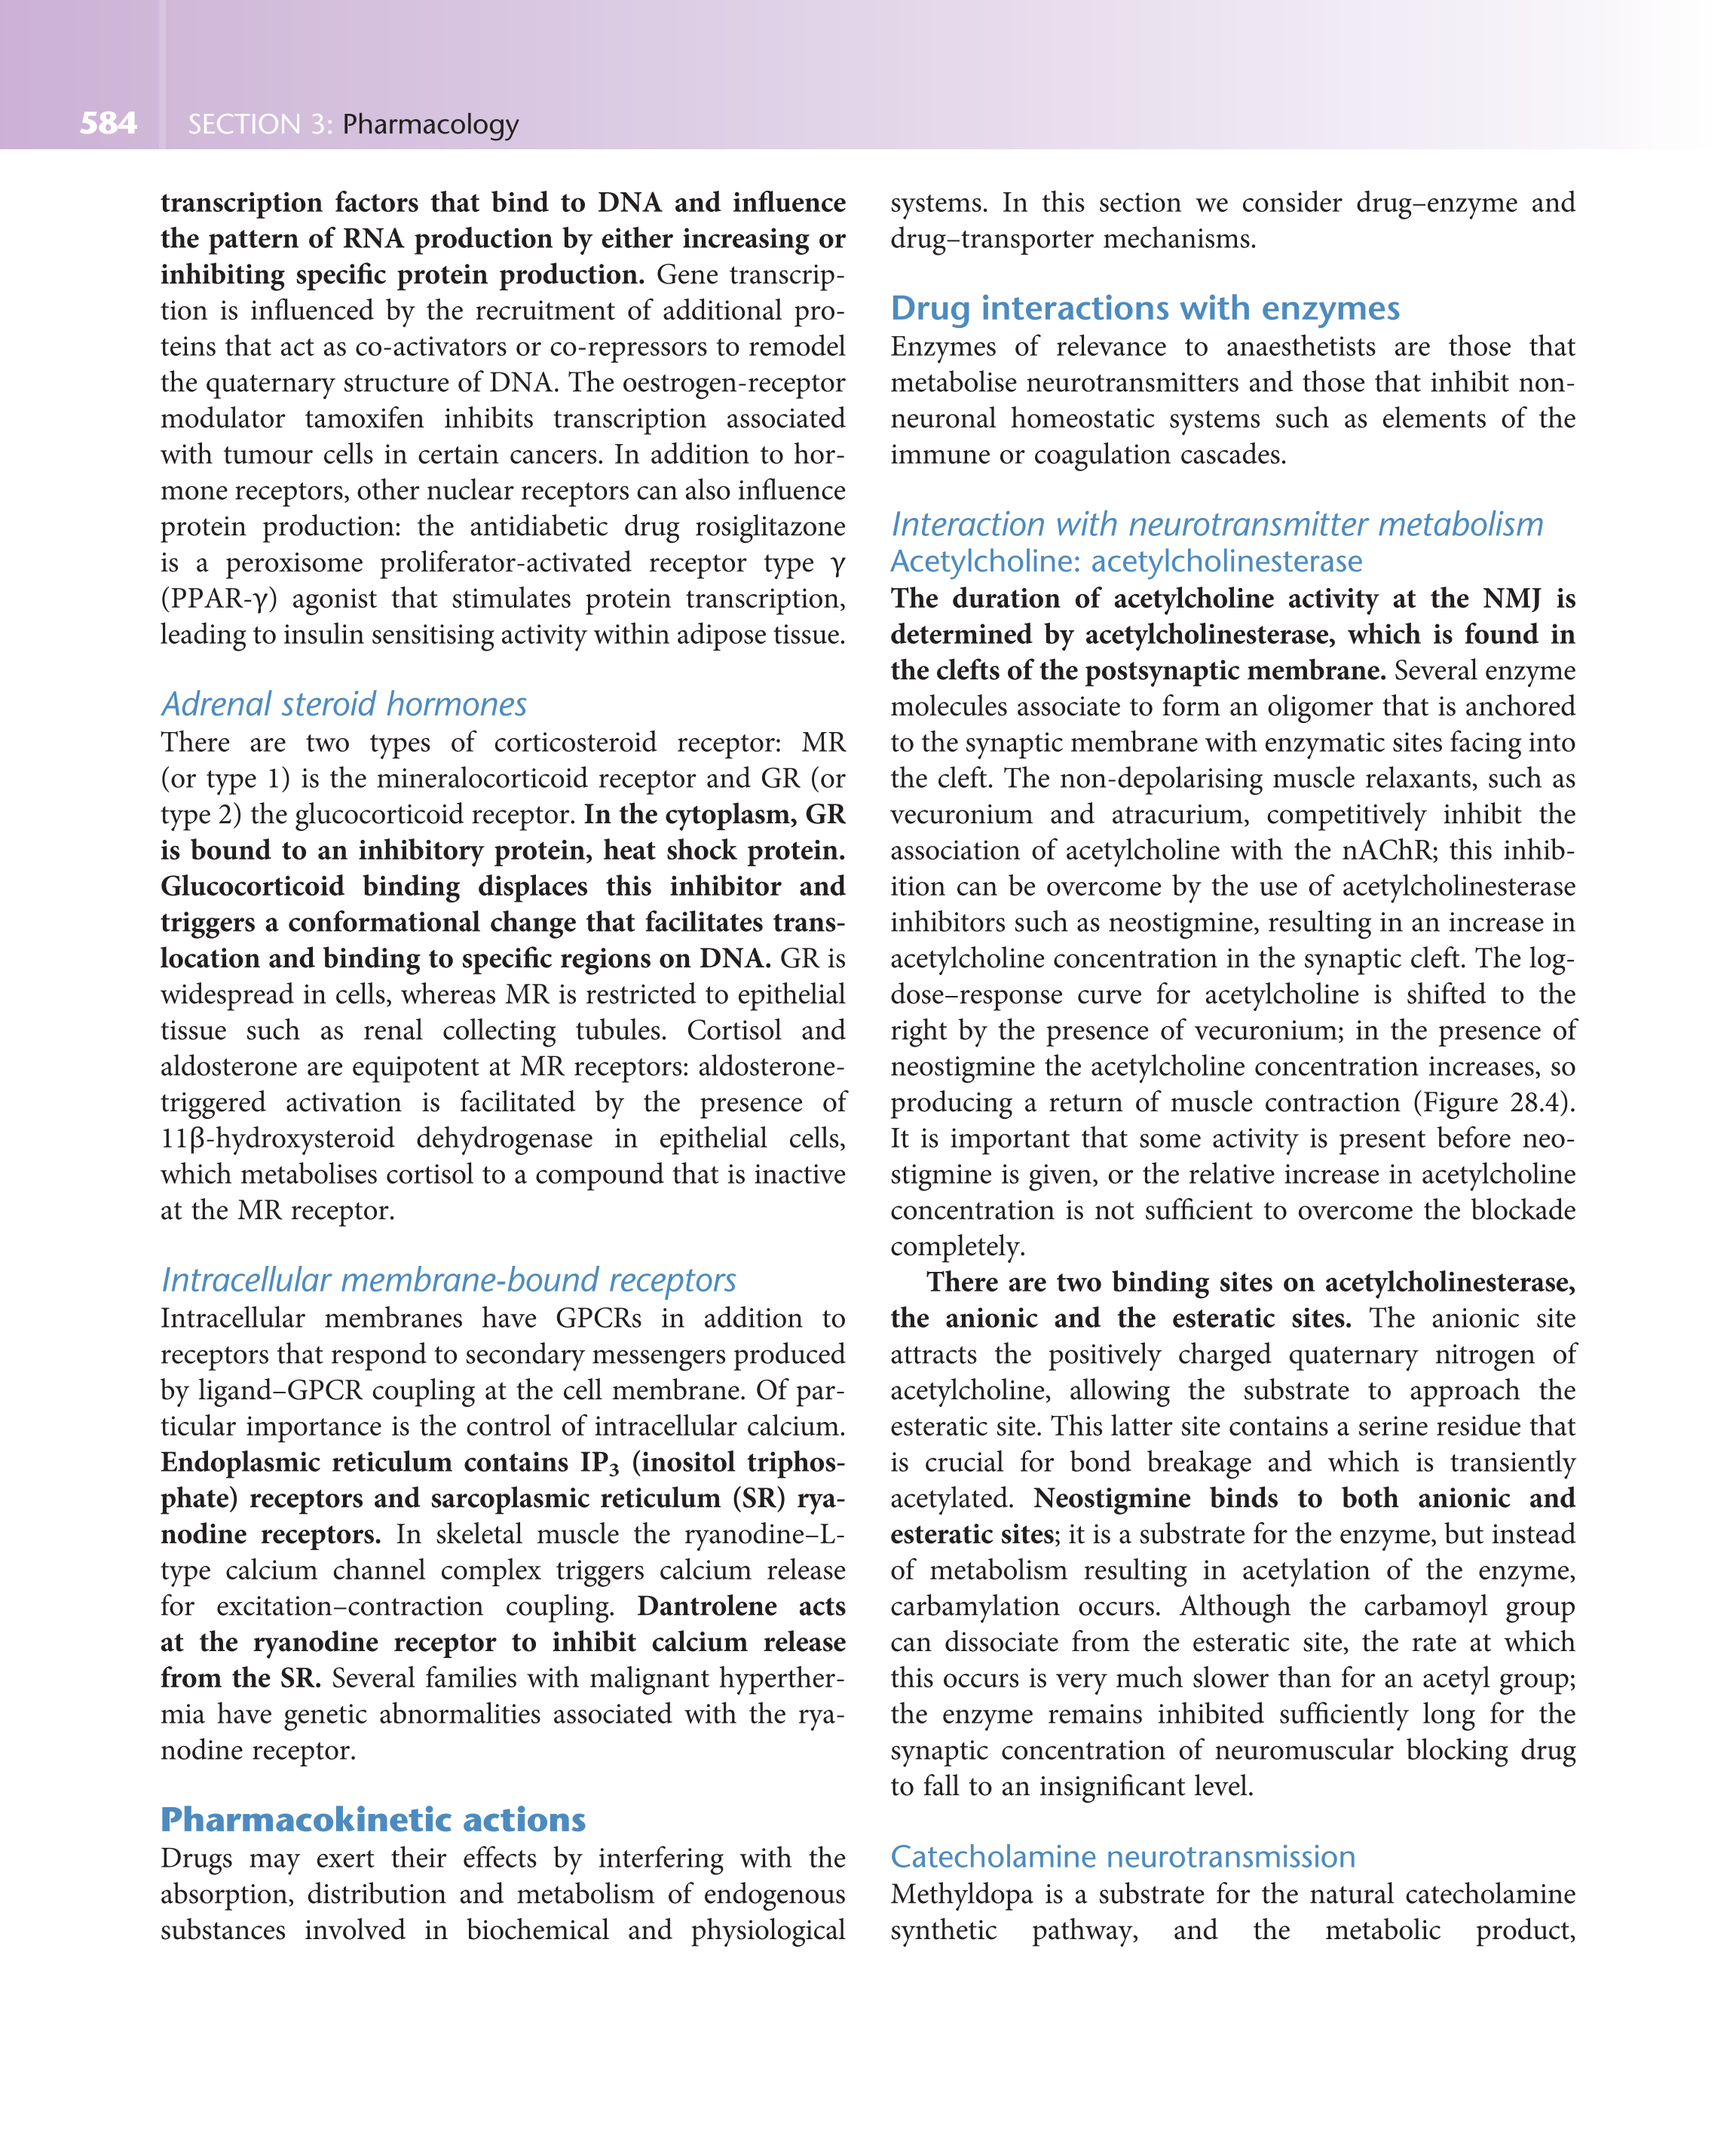 584 SECTION 3: Pharmacology
transcription factors that bind to DNA and influence
the pattern of RNA production by either increasing or
inhibiting specific protein production. Gene transcrip-
tion is influenced by the recruitment of additional pro-
teins that act as co-activators or co-repressors to remodel
the quaternary structure of DNA. The oestrogen-receptor
modulator tamoxifen inhibits transcription associated
with tumour cells in certain cancers. In addition to hor-
mone receptors, other nuclear receptors can also influence
protein production: the antidiabetic drug rosiglitazone
is a peroxisome proliferator-activated receptor type γ
(PPAR-γ) agonist that stimulates protein transcription,
leading to insulin sensitising activity within adipose tissue.
Adrenal steroid hormones
There are two types of corticosteroid receptor: MR
(or type 1) is the mineralocorticoid receptor and GR (or
type 2) the glucocorticoid receptor. In the cytoplasm, GR
is bound to an inhibitory protein, heat shock protein.
Glucocorticoid binding displaces this inhibitor and
triggers a conformational change that facilitates trans-
location and binding to specific regions on DNA. GR is
widespread in cells, whereas MR is restricted to epithelial
tissue such as renal collecting tubules. Cortisol and
aldosterone are equipotent at MR receptors: aldosterone-
triggered activation is facilitated by the presence of
11β-hydroxysteroid dehydrogenase in epithelial cells,
which metabolises cortisol to a compound that is inactive
at the MR receptor.
Intracellular membrane-bound receptors
Intracellular membranes have GPCRs in addition to
receptors that respond to secondary messengers produced
by ligand–GPCR coupling at the cell membrane. Of par-
ticular importance is the control of intracellular calcium.
Endoplasmic reticulum contains IP₃ (inositol triphos-
phate) receptors and sarcoplasmic reticulum (SR) rya-
nodine receptors. In skeletal muscle the ryanodine–L-
type calcium channel complex triggers calcium release
for excitation–contraction coupling. Dantrolene acts
at the ryanodine receptor to inhibit calcium release
from the SR. Several families with malignant hyperther-
mia have genetic abnormalities associated with the rya-
nodine receptor.
Pharmacokinetic actions
Drugs may exert their effects by interfering with the
absorption, distribution and metabolism of endogenous
substances involved in biochemical and physiological
systems. In this section we consider drug–enzyme and
drug–transporter mechanisms.
Drug interactions with enzymes
Enzymes of relevance to anaesthetists are those that
metabolise neurotransmitters and those that inhibit non-
neuronal homeostatic systems such as elements of the
immune or coagulation cascades.
Interaction with neurotransmitter metabolism
Acetylcholine: acetylcholinesterase
The duration of acetylcholine activity at the NMJ is
determined by acetylcholinesterase, which is found in
the clefts of the postsynaptic membrane. Several enzyme
molecules associate to form an oligomer that is anchored
to the synaptic membrane with enzymatic sites facing into
the cleft. The non-depolarising muscle relaxants, such as
vecuronium and atracurium, competitively inhibit the
association of acetylcholine with the nAChR; this inhib-
ition can be overcome by the use of acetylcholinesterase
inhibitors such as neostigmine, resulting in an increase in
acetylcholine concentration in the synaptic cleft. The log-
dose–response curve for acetylcholine is shifted to the
right by the presence of vecuronium; in the presence of
neostigmine the acetylcholine concentration increases, so
producing a return of muscle contraction (Figure 28.4).
It is important that some activity is present before neo-
stigmine is given, or the relative increase in acetylcholine
concentration is not sufficient to overcome the blockade
completely.
There are two binding sites on acetylcholinesterase,
the anionic and the esteratic sites. The anionic site
attracts the positively charged quaternary nitrogen of
acetylcholine, allowing the substrate to approach the
esteratic site. This latter site contains a serine residue that
is crucial for bond breakage and which is transiently
acetylated. Neostigmine binds to both anionic and
esteratic sites; it is a substrate for the enzyme, but instead
of metabolism resulting in acetylation of the enzyme,
carbamylation occurs. Although the carbamoyl group
can dissociate from the esteratic site, the rate at which
this occurs is very much slower than for an acetyl group;
the enzyme remains inhibited sufficiently long for the
synaptic concentration of neuromuscular blocking drug
to fall to an insignificant level.
Catecholamine neurotransmission
Methyldopa is a substrate for the natural catecholamine
synthetic pathway, and the metabolic product,